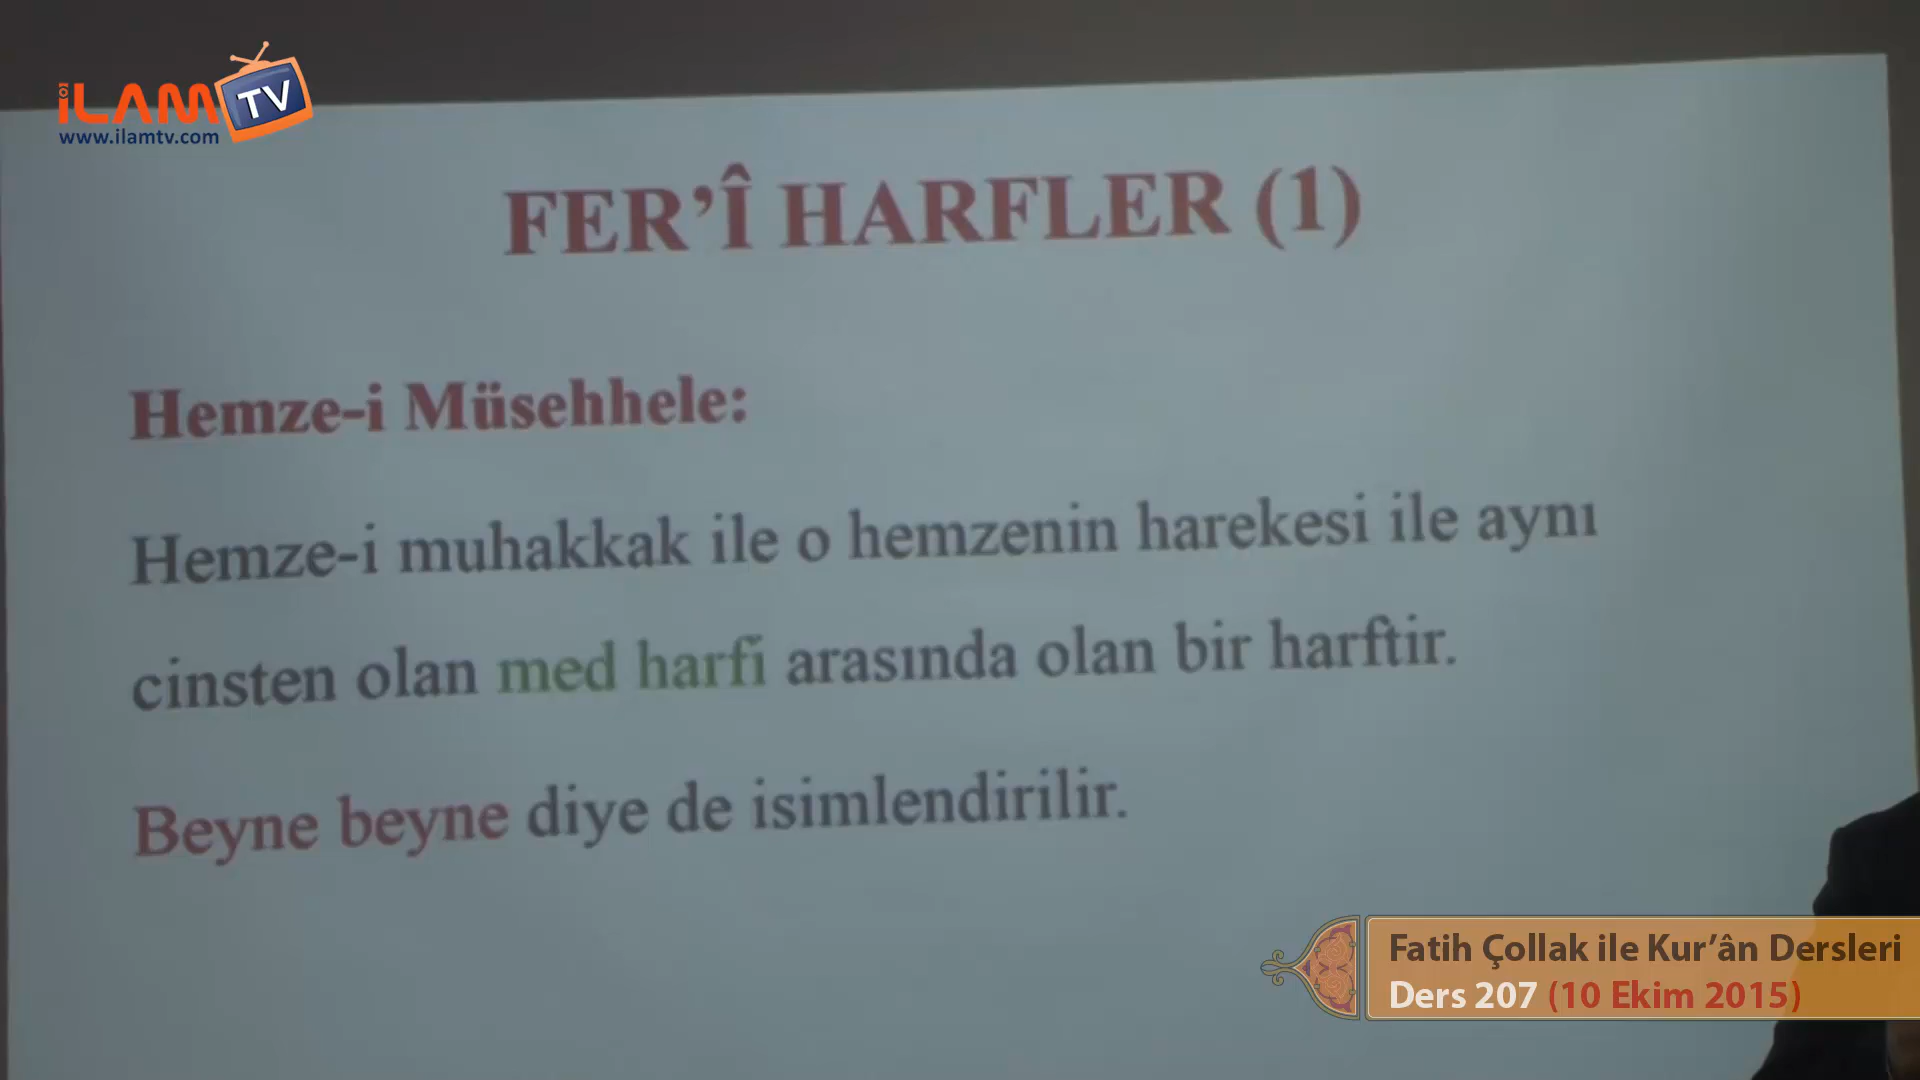 iLAM TV
www.ilamtv.com
FER’Î HARFLER (1)
Hemze-i Müsehhele:
Hemze-i muhakkak ile o hemzenin harekesi ile aynı
cinsten olan med harfi arasında olan bir harftir.
Beyne beyne diye de isimlendirilir.
Fatih Çollak ile Kur’ân Dersleri
Ders 207 (10 Ekim 2015)